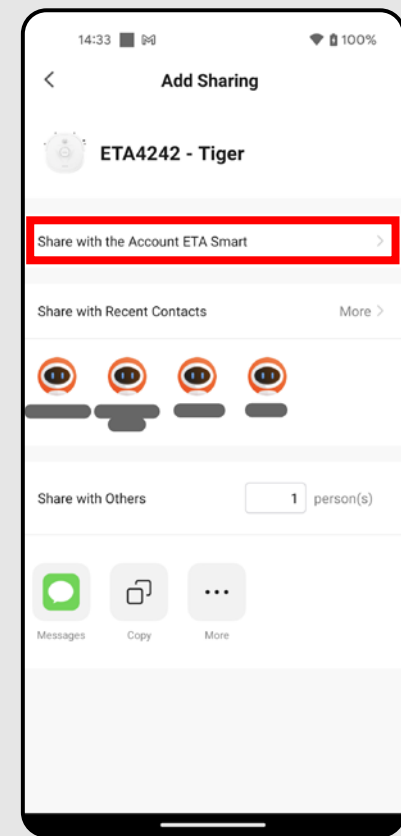 14:33 100%
Add Sharing
ETA4242 - Tiger
Share with the Account ETA Smart
Share with Recent Contacts More
Share with Others 1 person(s)
Messages Copy More